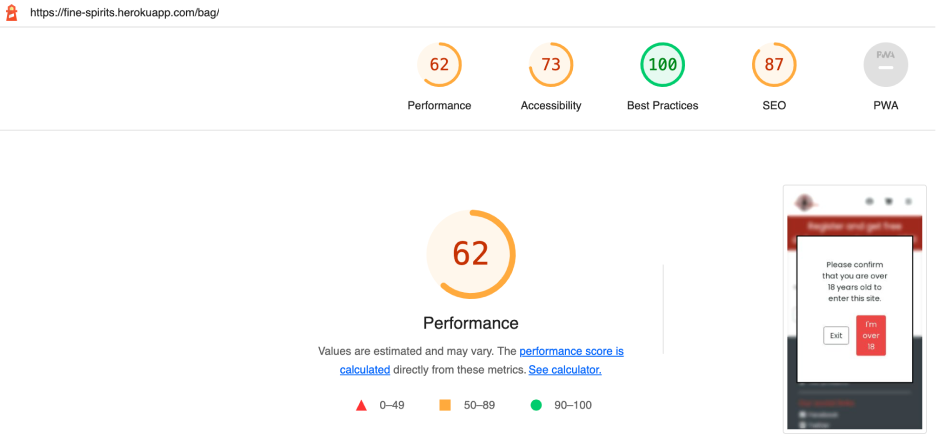 https://fine-spirits.herokuapp.com/bag/
62
73
100
87
PWA
Performance
Accessibility
Best Practices
SEO
PWA
62
Performance
Values are estimated and may vary. The performance score is
calculated directly from these metrics. See calculator.
0–49
50–89
90–100
Register and get free
Please confirm
that you are over
18 years old to
enter this site.
Exit
I'm
over
18
Facebook
Twitter